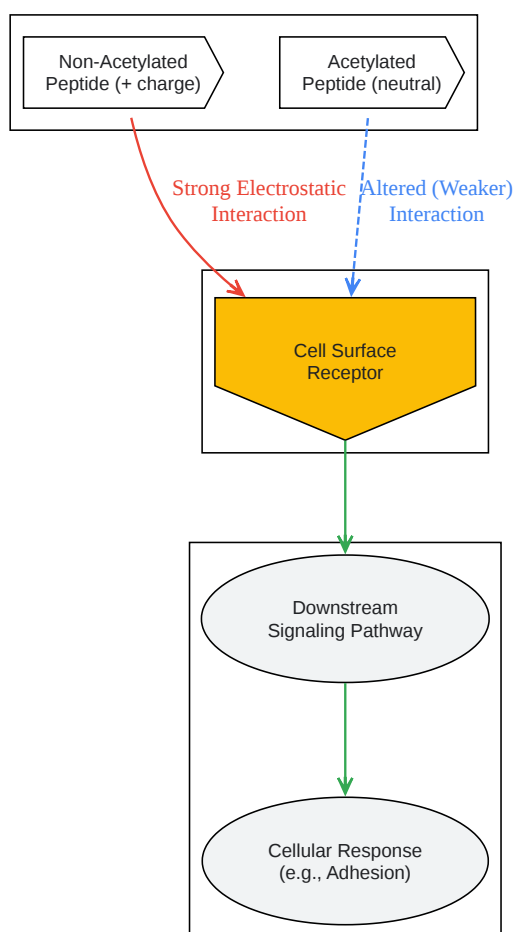 Non-Acetylated
Peptide (+ charge)
Acetylated
Peptide (neutral)
Strong Electrostatic
Interaction
Altered (Weaker)
Interaction
Cell Surface
Receptor
Downstream
Signaling Pathway
Cellular Response
(e.g., Adhesion)